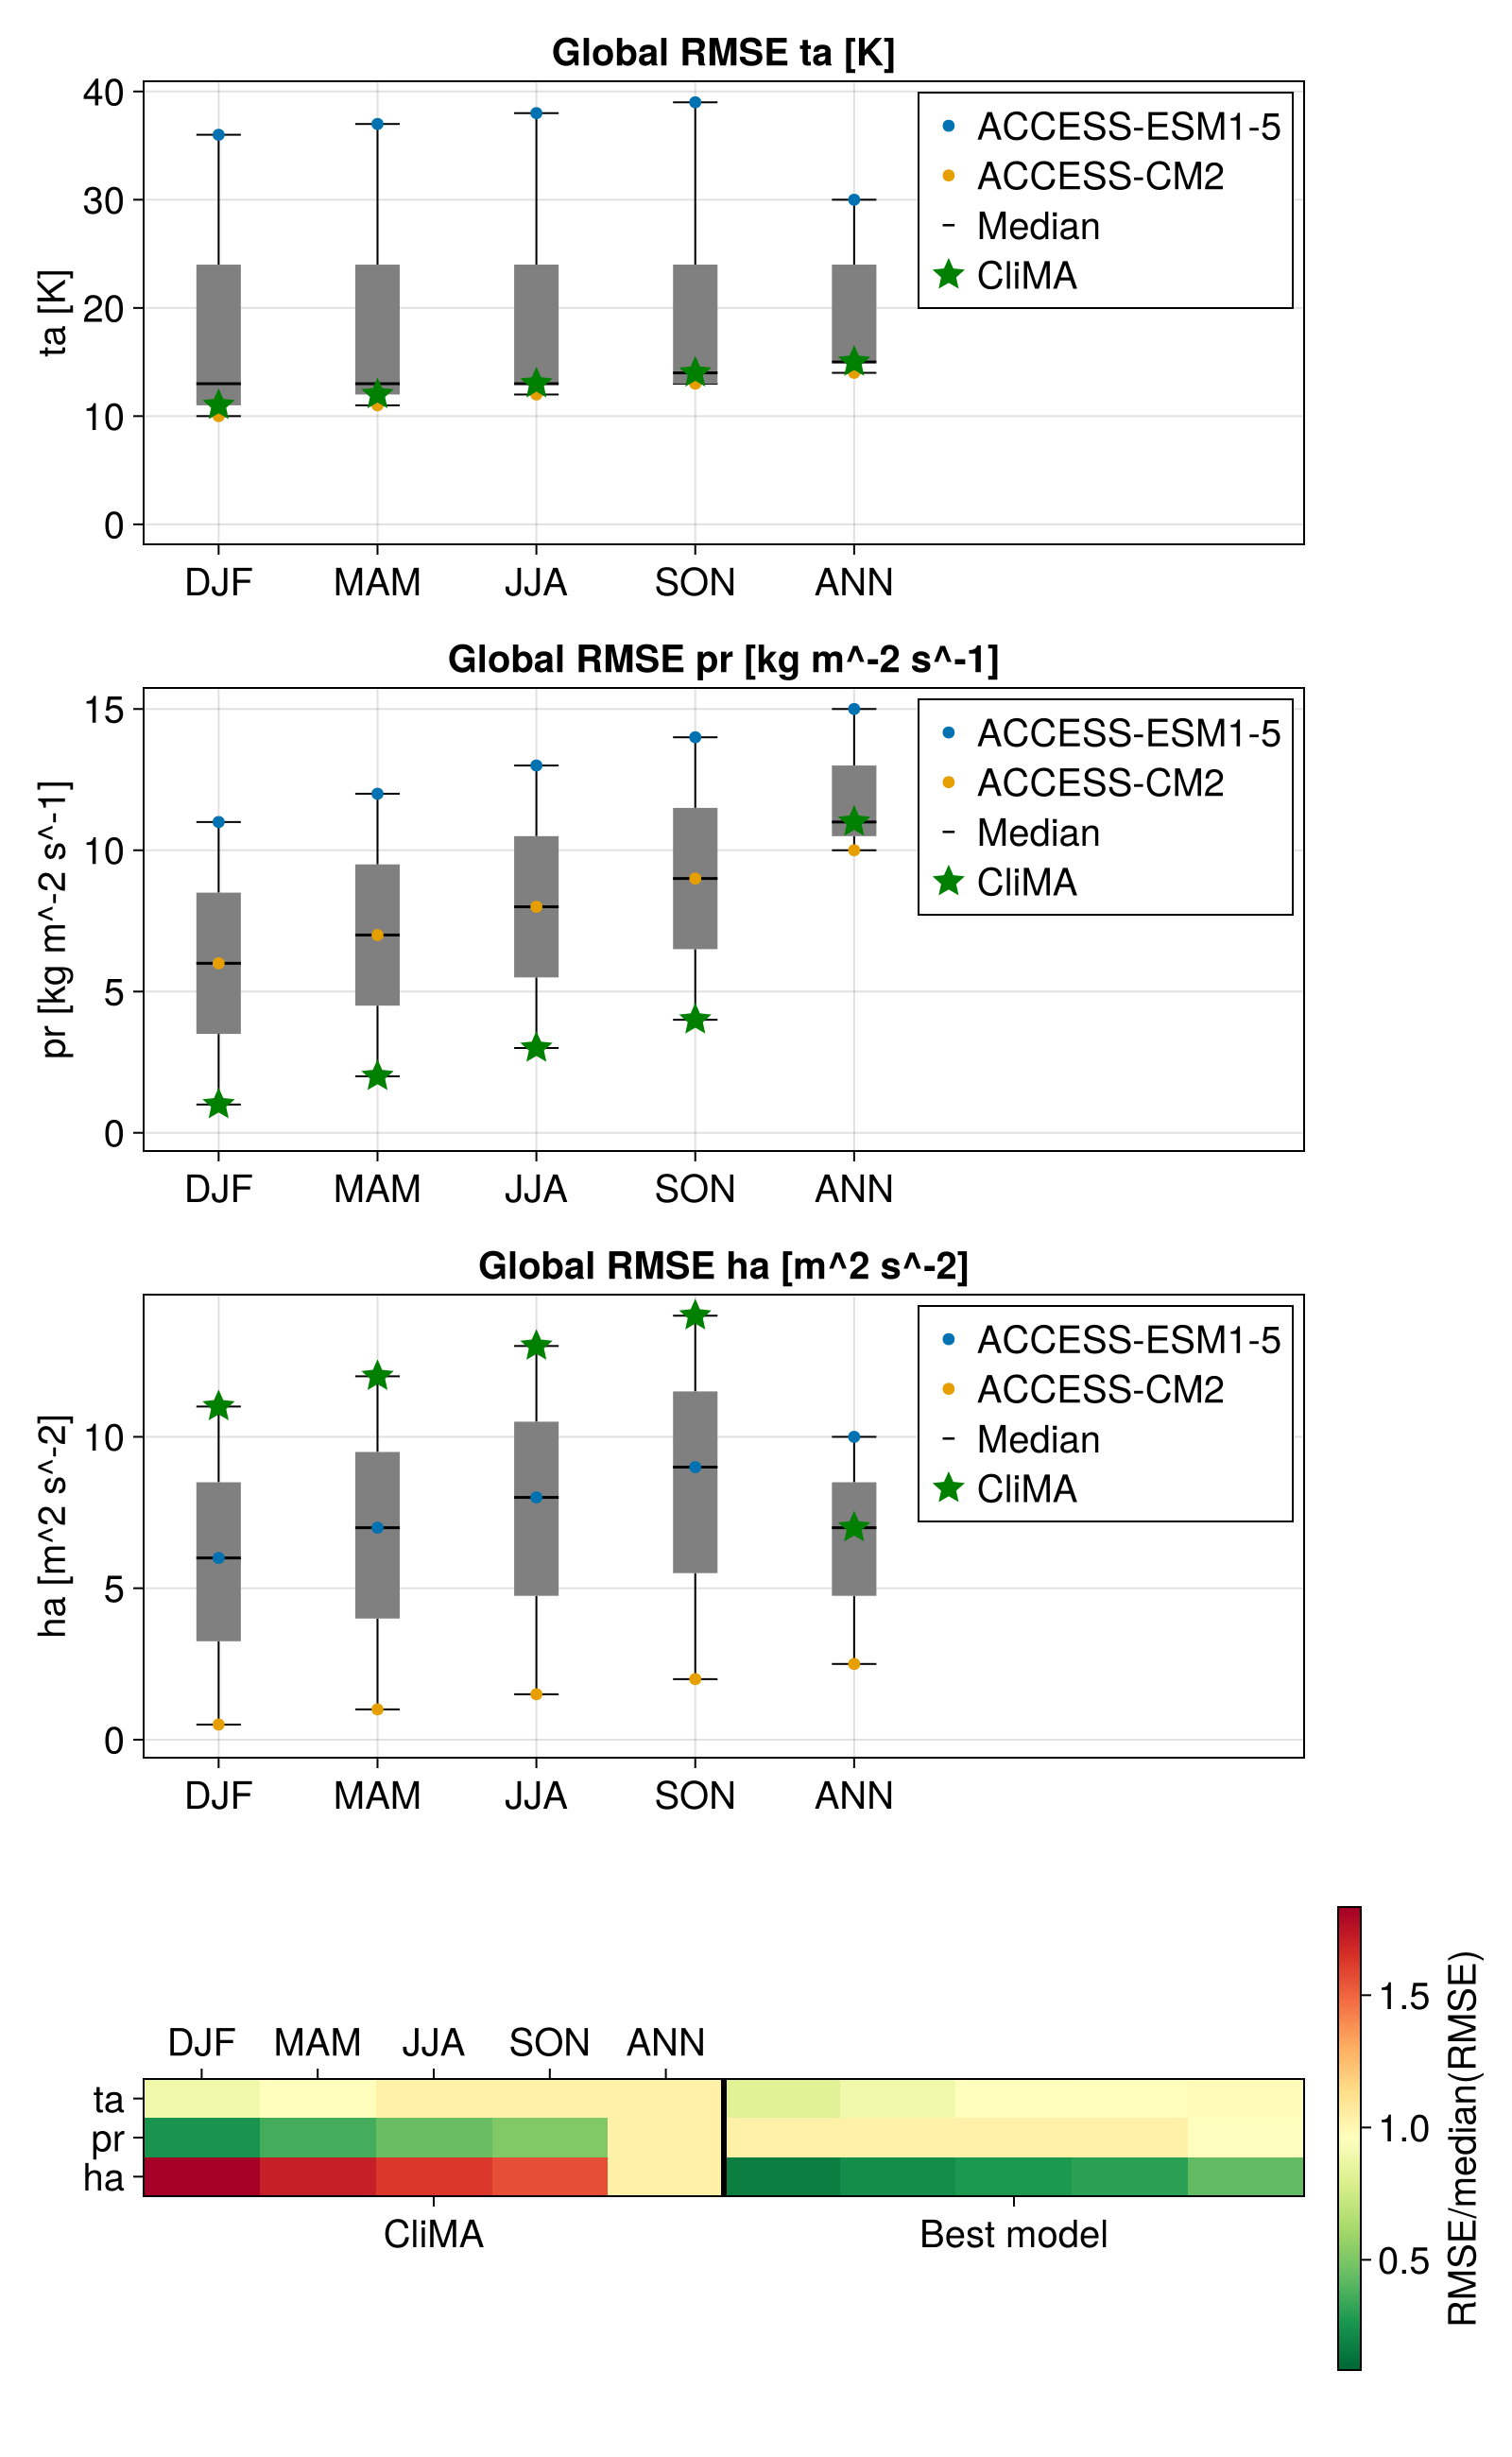 Global RMSE ta [K]
ta [K]
40
30
20
10
0
ACCESS-ESM1-5
ACCESS-CM2
Median
CliMA
DJF MAM JJA SON ANN
Global RMSE pr [kg m^-2 s^-1]
pr [kg m^-2 s^-1]
15
10
5
0
ACCESS-ESM1-5
ACCESS-CM2
Median
CliMA
DJF MAM JJA SON ANN
Global RMSE ha [m^2 s^-2]
ha [m^2 s^-2]
10
5
0
ACCESS-ESM1-5
ACCESS-CM2
Median
CliMA
DJF MAM JJA SON ANN
DJF MAM JJA SON ANN
ta
pr
ha
CliMA Best model
1.5
1.0
0.5
RMSE/median(RMSE)